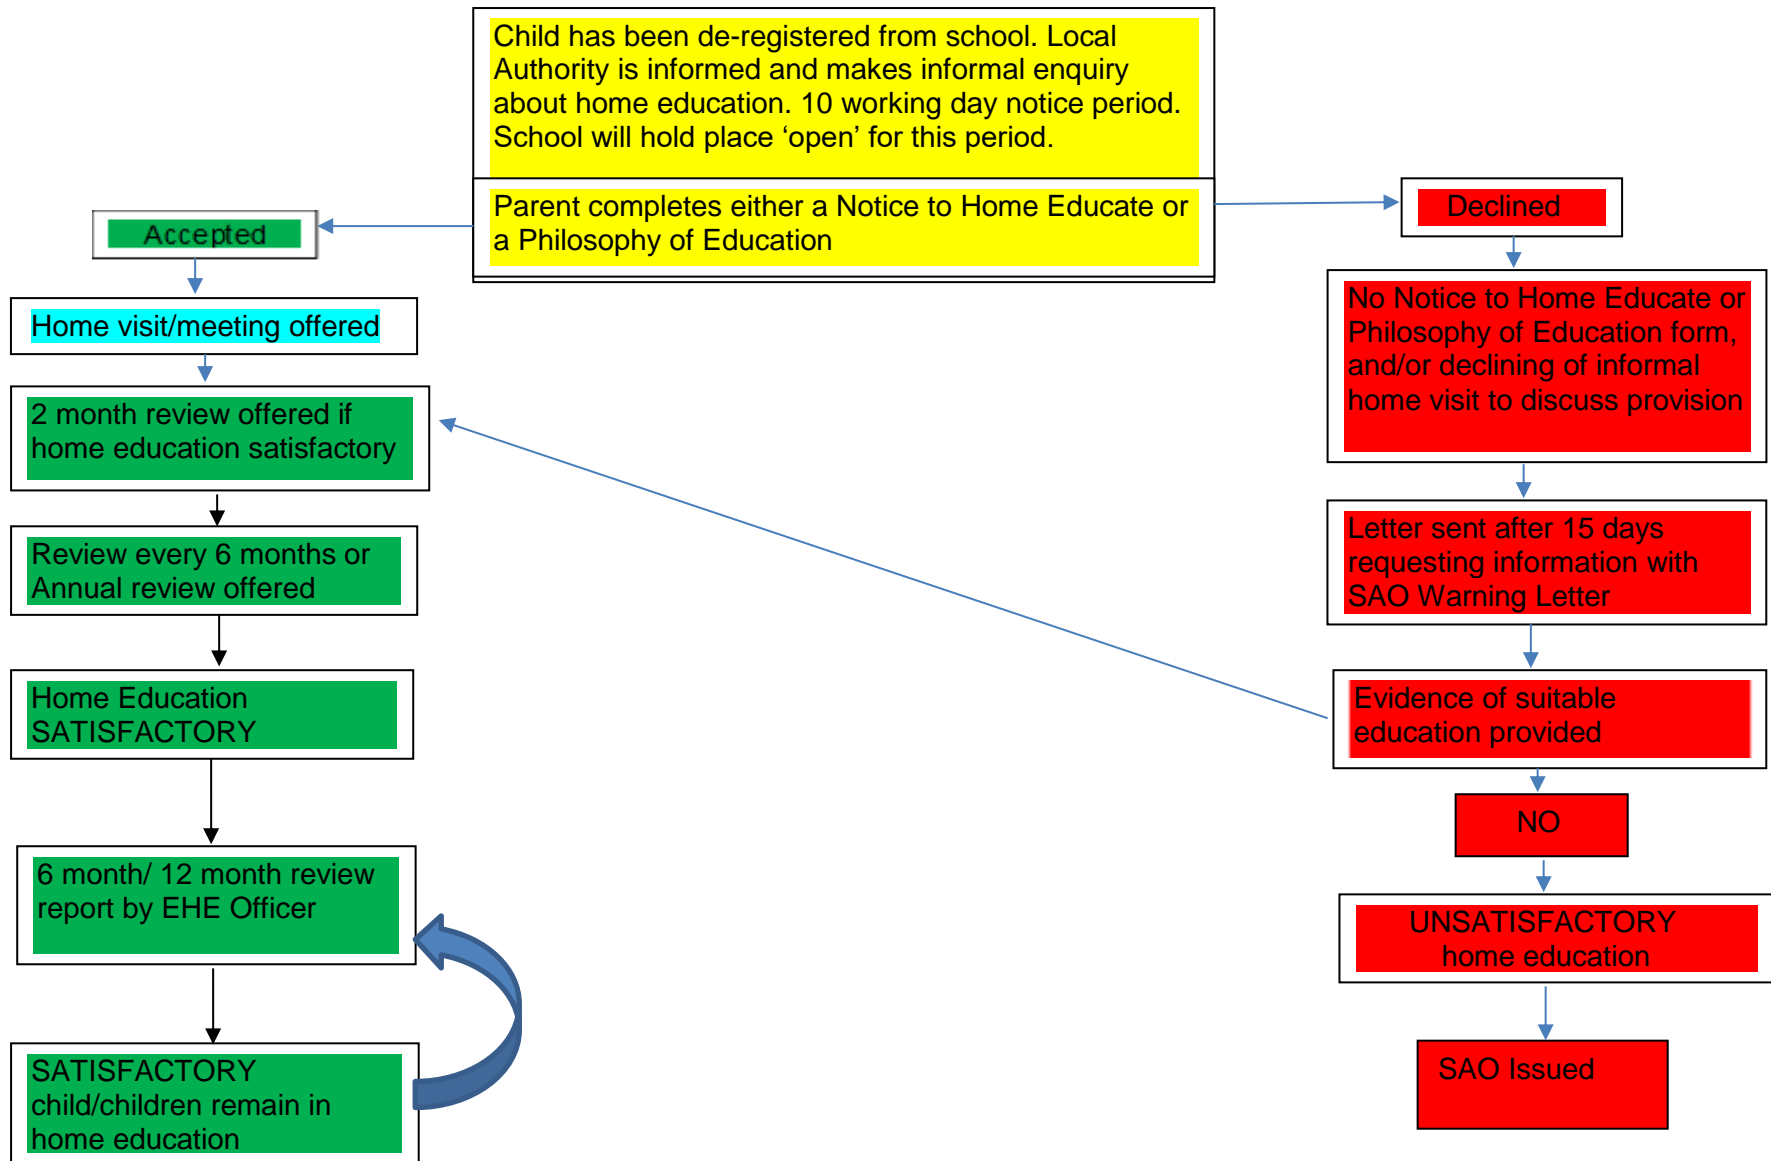 Child has been de-registered from school. Local
Authority is informed and makes informal enquiry
about home education. 10 working day notice period.
School will hold place ‘open’ for this period.
Parent completes either a Notice to Home Educate or
a Philosophy of Education
Accepted
Home visit/meeting offered
2 month review offered if
home education satisfactory
Review every 6 months or
Annual review offered
Home Education
SATISFACTORY
6 month/ 12 month review
report by EHE Officer
SATISFACTORY
child/children remain in
home education
Declined
No Notice to Home Educate or
Philosophy of Education form,
and/or declining of informal
home visit to discuss provision
Letter sent after 15 days
requesting information with
SAO Warning Letter
Evidence of suitable
education provided
NO
UNSATISFACTORY
home education
SAO Issued